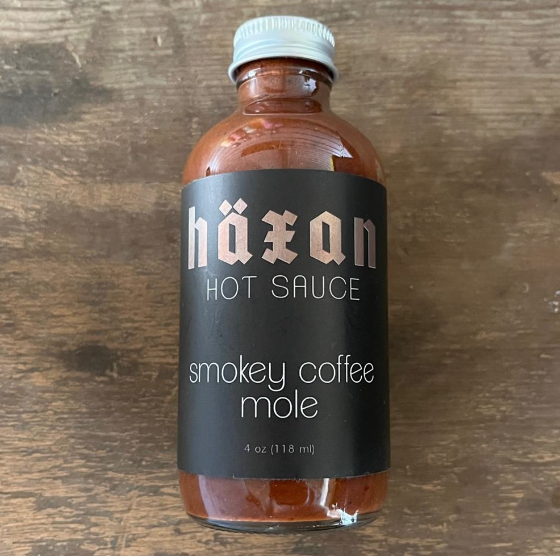 häxan
HOT SAUCE
smokey coffee
mole
4 oz (118 ml)